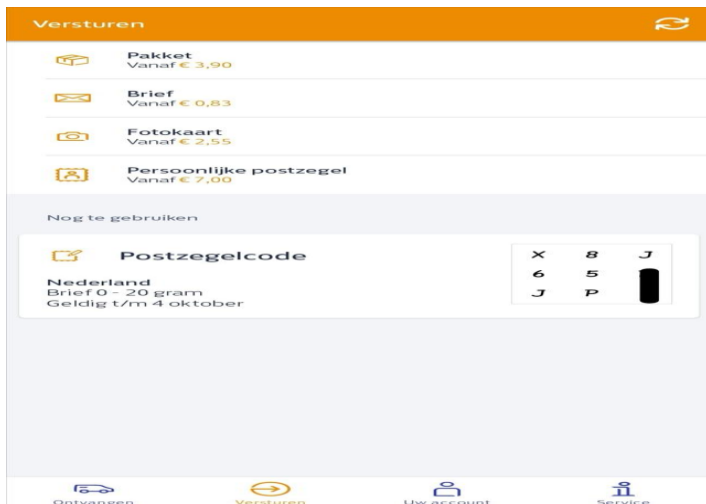 Versturen
Pakket
Vanaf € 3,90
Brief
Vanaf € 0,83
Fotokaart
Vanaf € 2,55
Persoonlijke postzegel
Vanaf € 7,00
Nog te gebruiken
Postzegelcode
X 8 J
6 5
J P
Nederland
Brief 0 - 20 gram
Geldig t/m 4 oktober
Ontvangen
Versturen
Uw account
Service